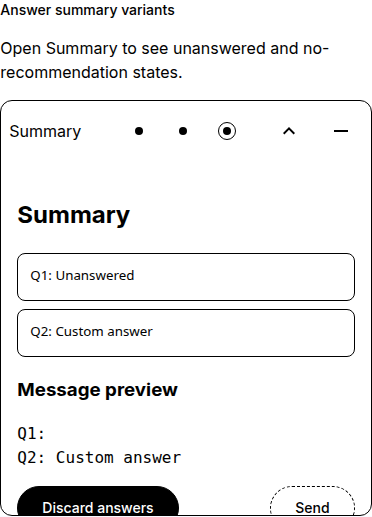 Answer summary variants
Open Summary to see unanswered and no-
recommendation states.
Summary
Summary
Q1: Unanswered
Q2: Custom answer
Message preview
Q1:
Q2: Custom answer
Discard answers
Send